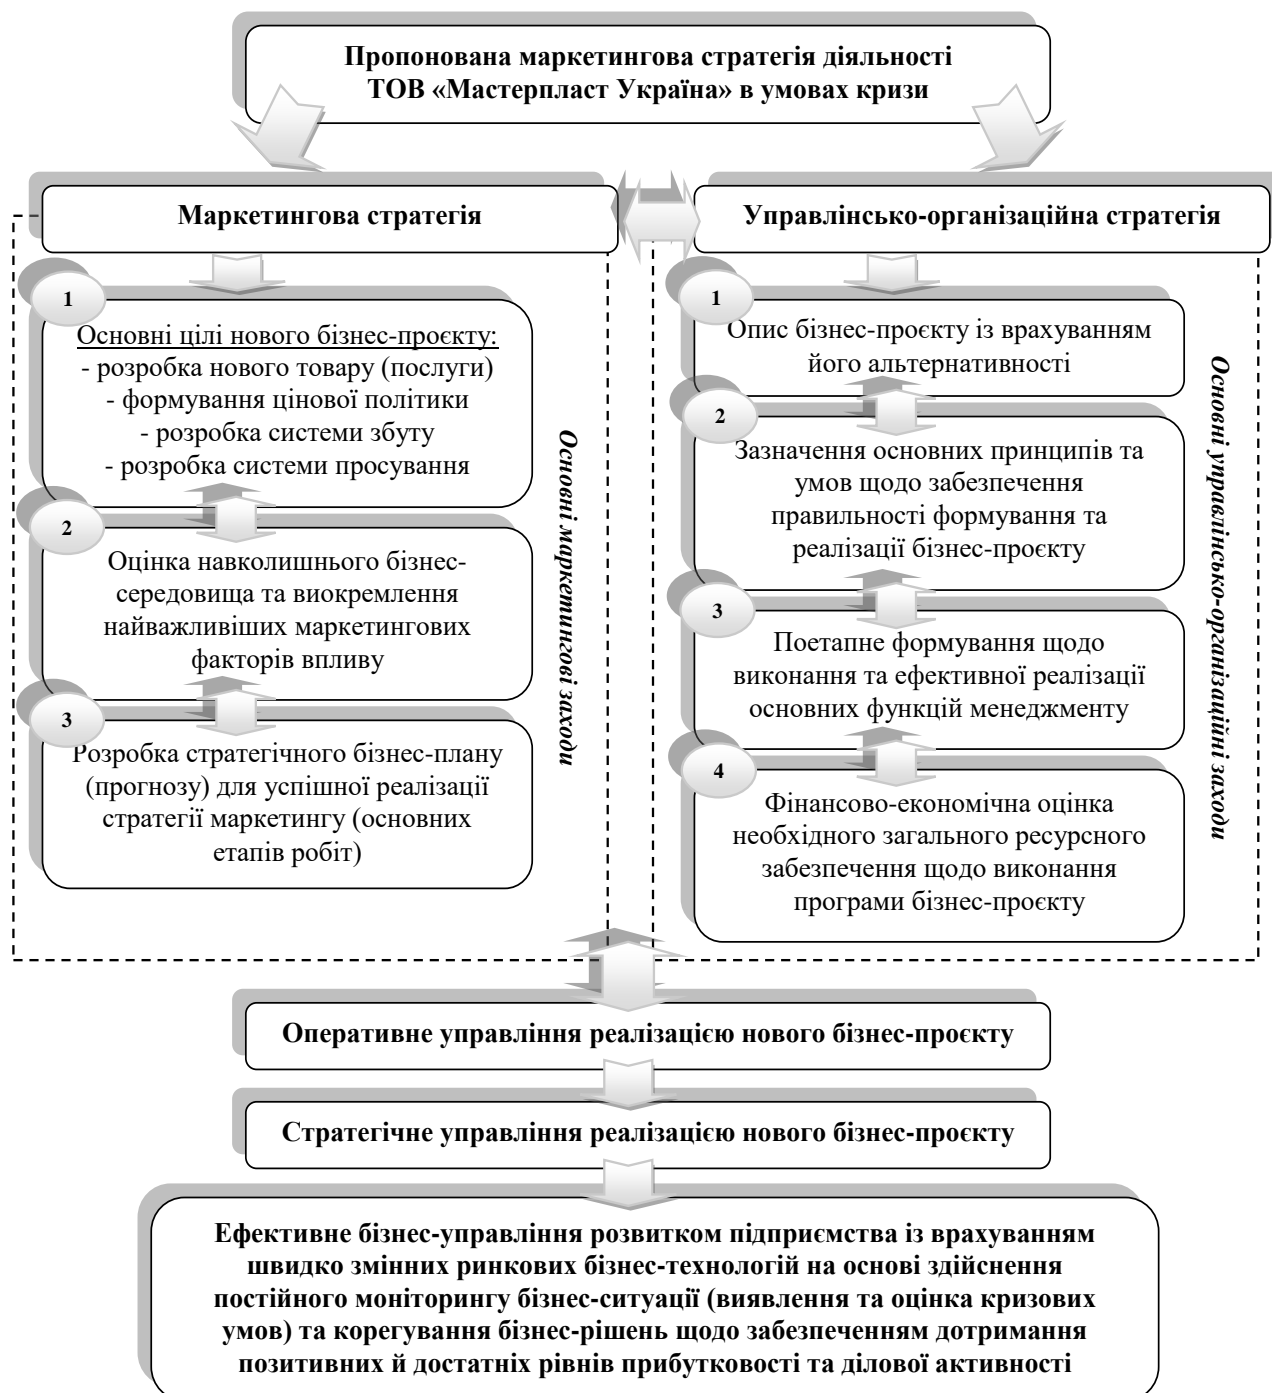 Пропонована маркетингова стратегія діяльності
ТОВ «Мастерпласт Україна» в умовах кризи
Маркетингова стратегія
Управлінсько-організаційна стратегія
1
Основні цілі нового бізнес-проєкту:
- розробка нового товару (послуги)
- формування цінової політики
- розробка системи збуту
- розробка системи просування
2
Оцінка навколишнього бізнес-
середовища та виокремлення
найважливіших маркетингових
факторів впливу
3
Розробка стратегічного бізнес-плану
(прогнозу) для успішної реалізації
стратегії маркетингу (основних
етапів робіт)
Основні маркетингові заходи
1
Опис бізнес-проєкту із врахуванням
його альтернативності
2
Зазначення основних принципів та
умов щодо забезпечення
правильності формування та
реалізації бізнес-проєкту
3
Поетапне формування щодо
виконання та ефективної реалізації
основних функцій менеджменту
4
Фінансово-економічна оцінка
необхідного загального ресурсного
забезпечення щодо виконання
програми бізнес-проєкту
Основні управлінсько-організаційні заходи
Оперативне управління реалізацією нового бізнес-проєкту
Стратегічне управління реалізацією нового бізнес-проєкту
Ефективне бізнес-управління розвитком підприємства із врахуванням
швидко змінних ринкових бізнес-технологій на основі здійснення
постійного моніторингу бізнес-ситуації (виявлення та оцінка кризових
умов) та корегування бізнес-рішень щодо забезпеченням дотримання
позитивних й достатніх рівнів прибутковості та ділової активності